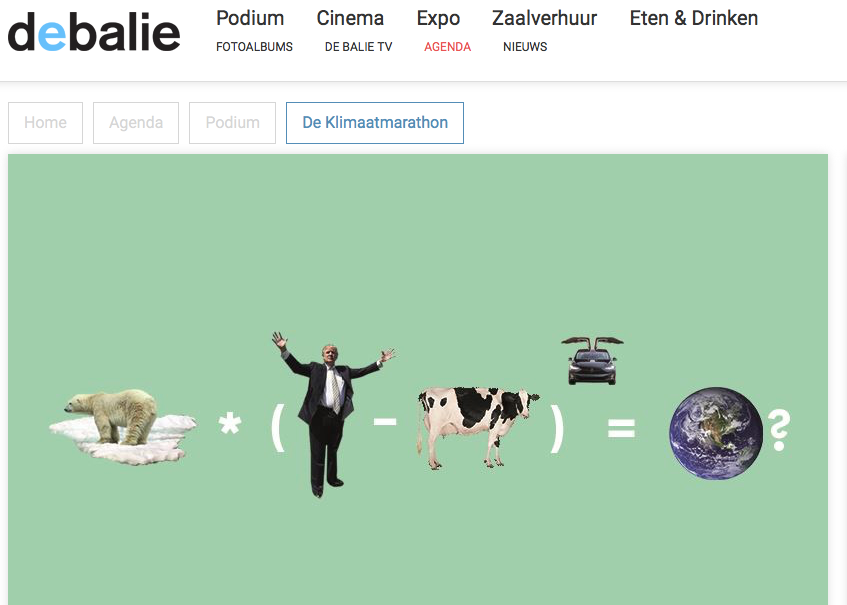 debalie
Podium Cinema Expo Zaalverhuur Eten & Drinken
FOTOALBUMS DE BALIE TV AGENDA NIEUWS
Home Agenda Podium De Klimaatmarathon
* ( - ) = ?